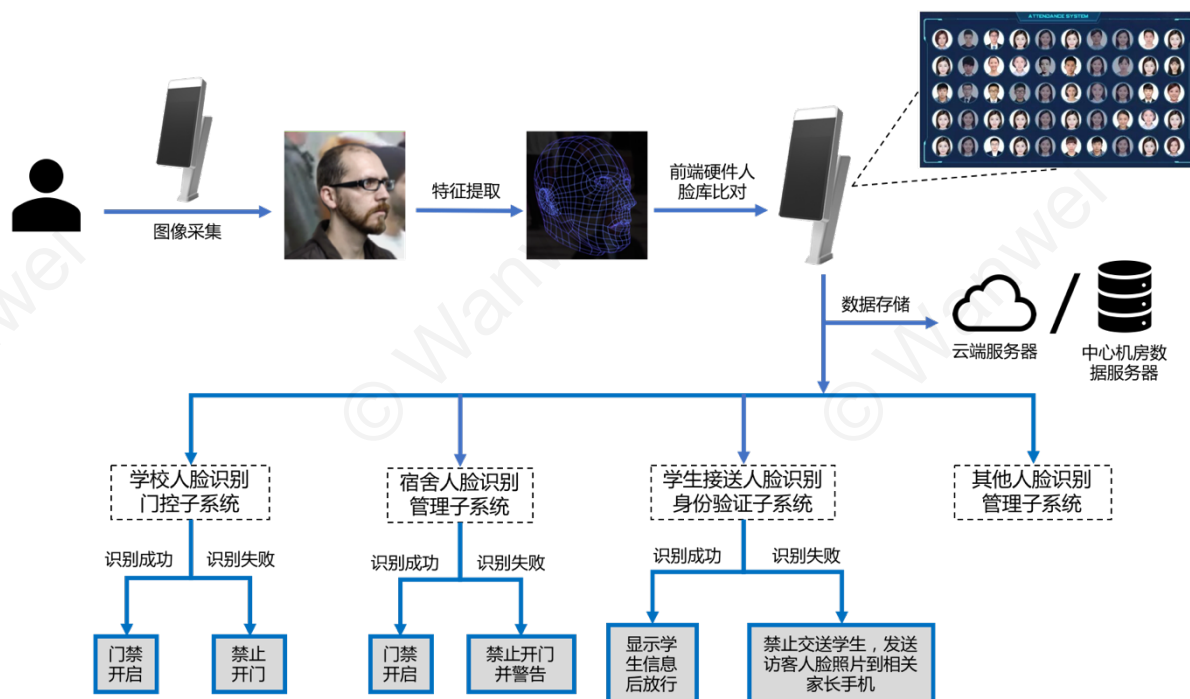 ATTENDANCE SYSTEM
图像采集
特征提取
前端硬件人
脸库比对
数据存储
云端服务器
中心机房数
据服务器
学校人脸识别
门控子系统
宿舍人脸识别
管理子系统
学生接送人脸识别
身份验证子系统
其他人脸识别
管理子系统
识别成功
识别失败
识别成功
识别失败
识别成功
识别失败
门禁
开启
禁止
开门
门禁
开启
禁止开门
并警告
显示学
生信息
后放行
禁止交送学生，发送
访客人脸照片到相关
家长手机
wei
© Wanwei
© Wanwei